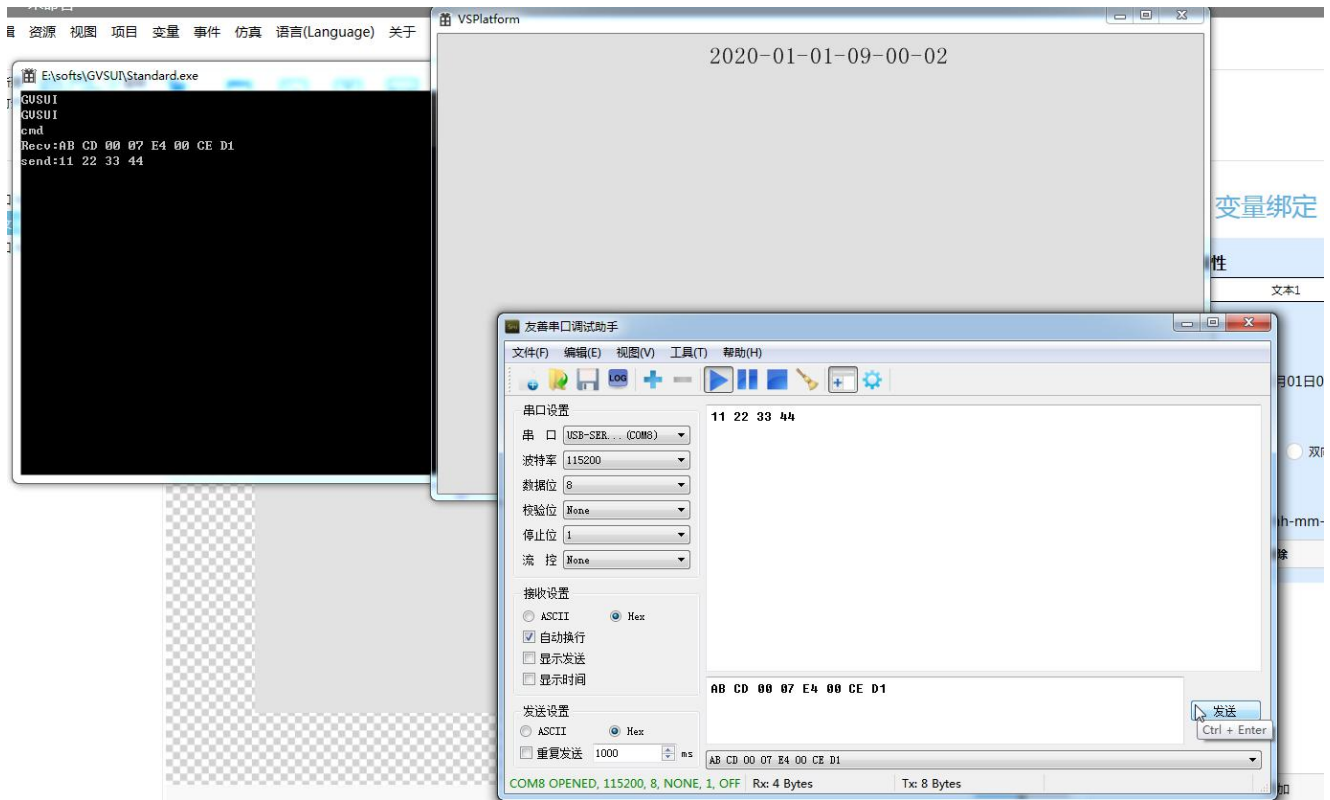 资源 视图 项目 变量 事件 仿真 语言(Language) 关于
VSPlatform
2020-01-01-09-00-02
E:\softs\GVSUI\Standard.exe
GVSUI
GVSUI
cmd
Recv:AB CD 00 07 E4 00 CE D1
send:11 22 33 44
变量绑定
性
文本1
月01日0
双向
hh-mm-
除
加
友善串口调试助手
文件(F) 编辑(E) 视图(V) 工具(T) 帮助(H)
LOG
串口设置
串 口 USB-SER...(COM8)
波特率 115200
数据位 8
校验位 None
停止位 1
流 控 None
接收设置
ASCII Hex
自动换行
显示发送
显示时间
发送设置
ASCII Hex
重复发送 1000 ms
11 22 33 44
AB CD 00 07 E4 00 CE D1
发送
Ctrl + Enter
AB CD 00 07 E4 00 CE D1
COM8 OPENED, 115200, 8, NONE, 1, OFF Rx: 4 Bytes Tx: 8 Bytes